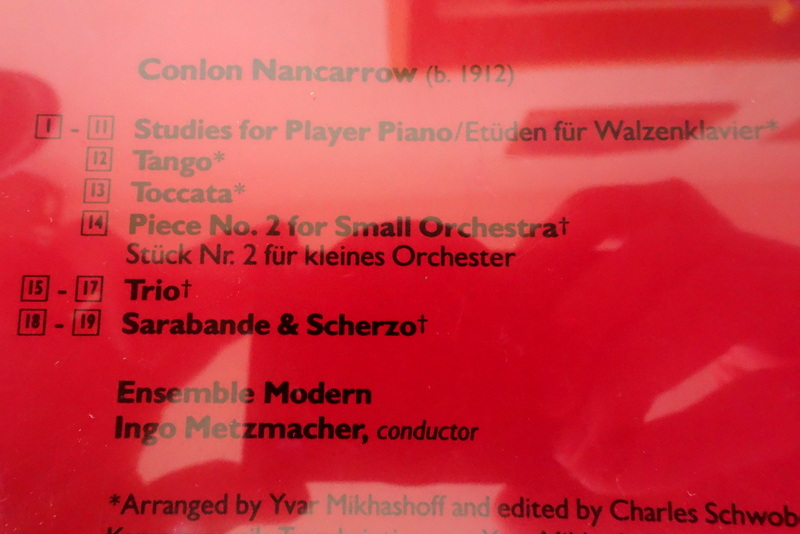 Conlon Nancarrow (b. 1912)
1 - 11 Studies for Player Piano/Etüden für Walzenklavier*
12 Tango*
13 Toccata*
14 Piece No. 2 for Small Orchestra†
Stück Nr. 2 für kleines Orchester
15 - 17 Trio†
18 - 19 Sarabande & Scherzo†
Ensemble Modern
Ingo Metzmacher, conductor
*Arranged by Yvar Mikhashoff and edited by Charles Schwob